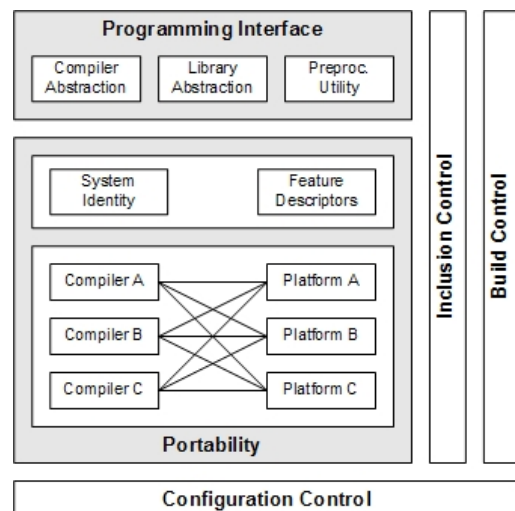 Programming Interface
Compiler
Abstraction
Library
Abstraction
Preproc.
Utility
System
Identity
Feature
Descriptors
Compiler A
Platform A
Compiler B
Platform B
Compiler C
Platform C
Portability
Inclusion Control
Build Control
Configuration Control